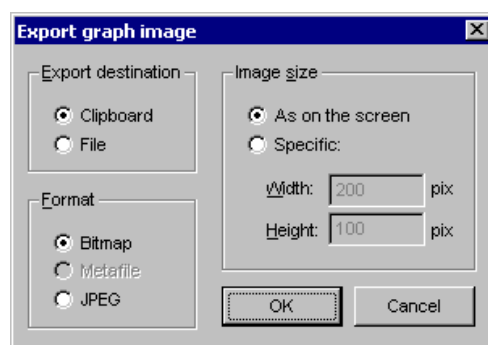 Export graph image
Export destination
Clipboard
File
Format
Bitmap
Metafile
JPEG
Image size
As on the screen
Specific:
Width: 200 pix
Height: 100 pix
OK Cancel